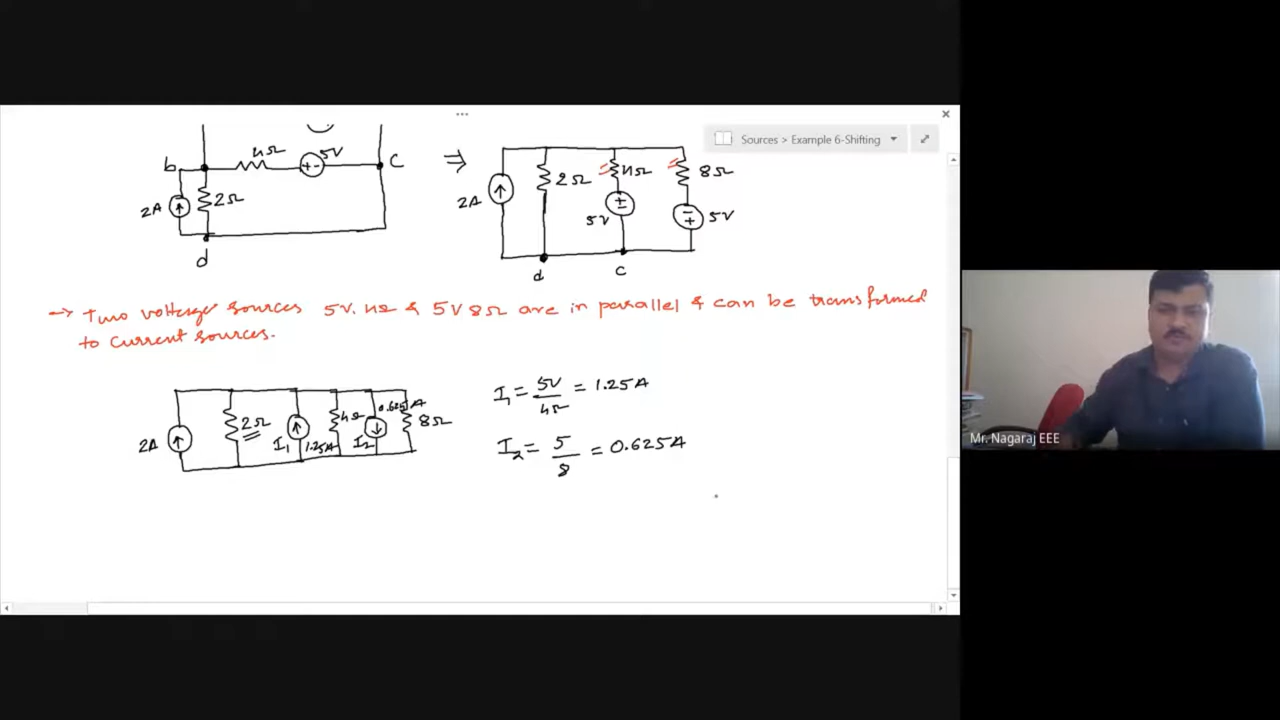 Sources > Example 6-Shifting
4Ω
5V
b
C
⇒
2A
2Ω
d
2A
2Ω
4Ω
8Ω
5V
5V
d
c
→ Two voltage sources 5V. 4Ω & 5V 8Ω are in parallel & can be transformed
to current sources.
I₁ = 5V/4Ω = 1.25A
2A
2Ω
I₁
1.25A
4Ω
0.625A
I₂
8Ω
I₂ = 5/8 = 0.625A
Mr. Nagaraj EEE